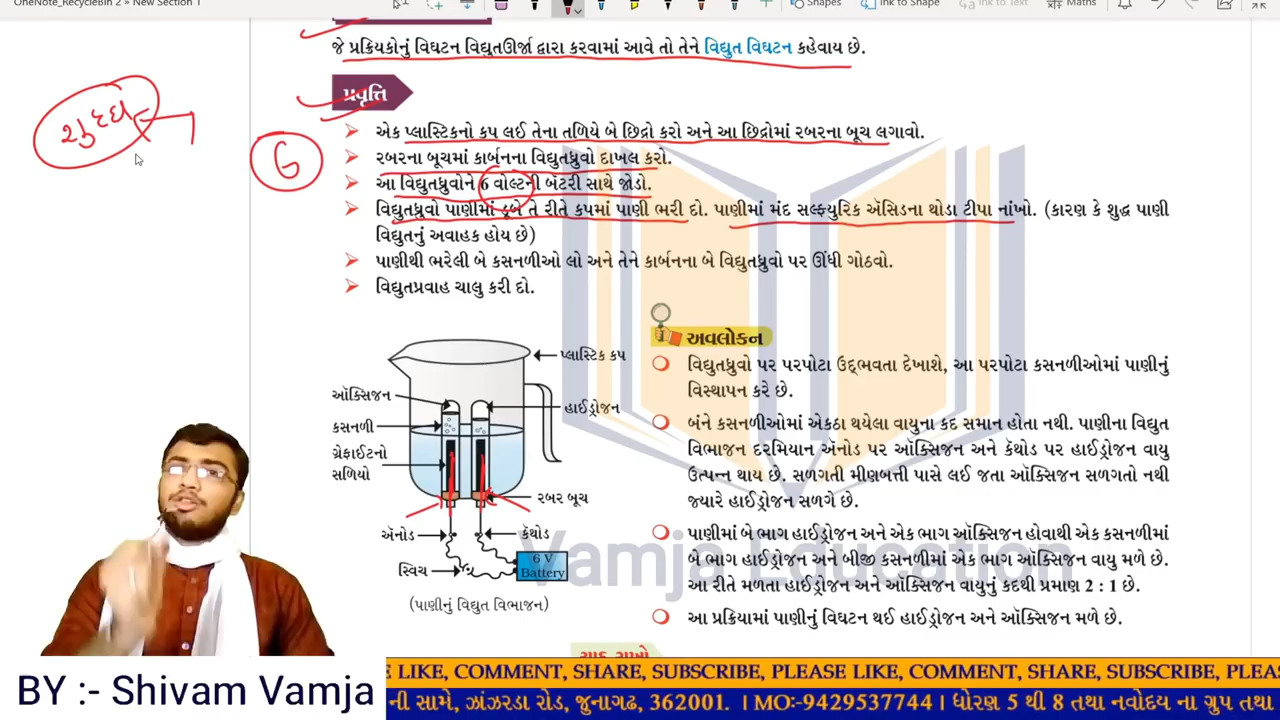 OneNote_RecycleBin 2 » New Section 1
Shapes
Ink to Shape
Ink to Text
Maths
જે પ્રક્રિયકોનું વિઘટન વિદ્યુતઊર્જા દ્વારા કરવામાં આવે તો તેને વિદ્યુત વિઘટન કહેવાય છે.
પ્રવૃત્તિ
શુદ્ધ
6
એક પ્લાસ્ટિકનો કપ લઈ તેના તળિયે બે છિદ્રો કરો અને આ છિદ્રોમાં રબરના બૂચ લગાવો.
રબરના બૂચમાં કાર્બનના વિદ્યુતધ્રુવો દાખલ કરો.
આ વિદ્યુતધ્રુવોને 6 વોલ્ટની બૅટરી સાથે જોડો.
વિદ્યુતધ્રુવો પાણીમાં ડૂબે તે રીતે કપમાં પાણી ભરી દો. પાણીમાં મંદ સલ્ફ્યુરિક ઍસિડના થોડા ટીપા નાંખો. (કારણ કે શુદ્ધ પાણી
વિદ્યુતનું અવાહક હોય છે)
પાણીથી ભરેલી બે કસનળીઓ લો અને તેને કાર્બનના બે વિદ્યુતધ્રુવો પર ઊંધી ગોઠવો.
વિદ્યુતપ્રવાહ ચાલુ કરી દો.
પ્લાસ્ટિક કપ
ઑક્સિજન
હાઈડ્રોજન
કસનળી
ગ્રેફાઈટનો
સળિયો
રબર બૂચ
ઍનોડ
કૅથોડ
સ્વિચ
6 V
Battery
(પાણીનું વિદ્યુત વિભાજન)
અવલોકન
વિદ્યુતધ્રુવો પર પરપોટા ઉદ્ભવતા દેખાશે, આ પરપોટા કસનળીઓમાં પાણીનું
વિસ્થાપન કરે છે.
બંને કસનળીઓમાં એકઠા થયેલા વાયુના કદ સમાન હોતા નથી. પાણીના વિદ્યુત
વિભાજન દરમિયાન ઍનોડ પર ઑક્સિજન અને કૅથોડ પર હાઈડ્રોજન વાયુ
ઉત્પન્ન થાય છે. સળગતી મીણબત્તી પાસે લઈ જતા ઑક્સિજન સળગતો નથી
જ્યારે હાઈડ્રોજન સળગે છે.
પાણીમાં બે ભાગ હાઈડ્રોજન અને એક ભાગ ઑક્સિજન હોવાથી એક કસનળીમાં
બે ભાગ હાઈડ્રોજન અને બીજી કસનળીમાં એક ભાગ ઑક્સિજન વાયુ મળે છે.
આ રીતે મળતા હાઈડ્રોજન અને ઑક્સિજન વાયુનું કદથી પ્રમાણ 2 : 1 છે.
આ પ્રક્રિયામાં પાણીનું વિઘટન થઈ હાઈડ્રોજન અને ઑક્સિજન મળે છે.
Vamja Education
યાદ રાખો
BY :- Shivam Vamja
LIKE, COMMENT, SHARE, SUBSCRIBE, PLEASE LIKE, COMMENT, SHARE, SUBSCRIBE, PLEA
ની સામે, ઝાંઝરડા રોડ, જુનાગઢ, 362001. | MO:-9429537744 | ધોરણ 5 થી 8 તથા નવોદય ના ગ્રુપ તથા